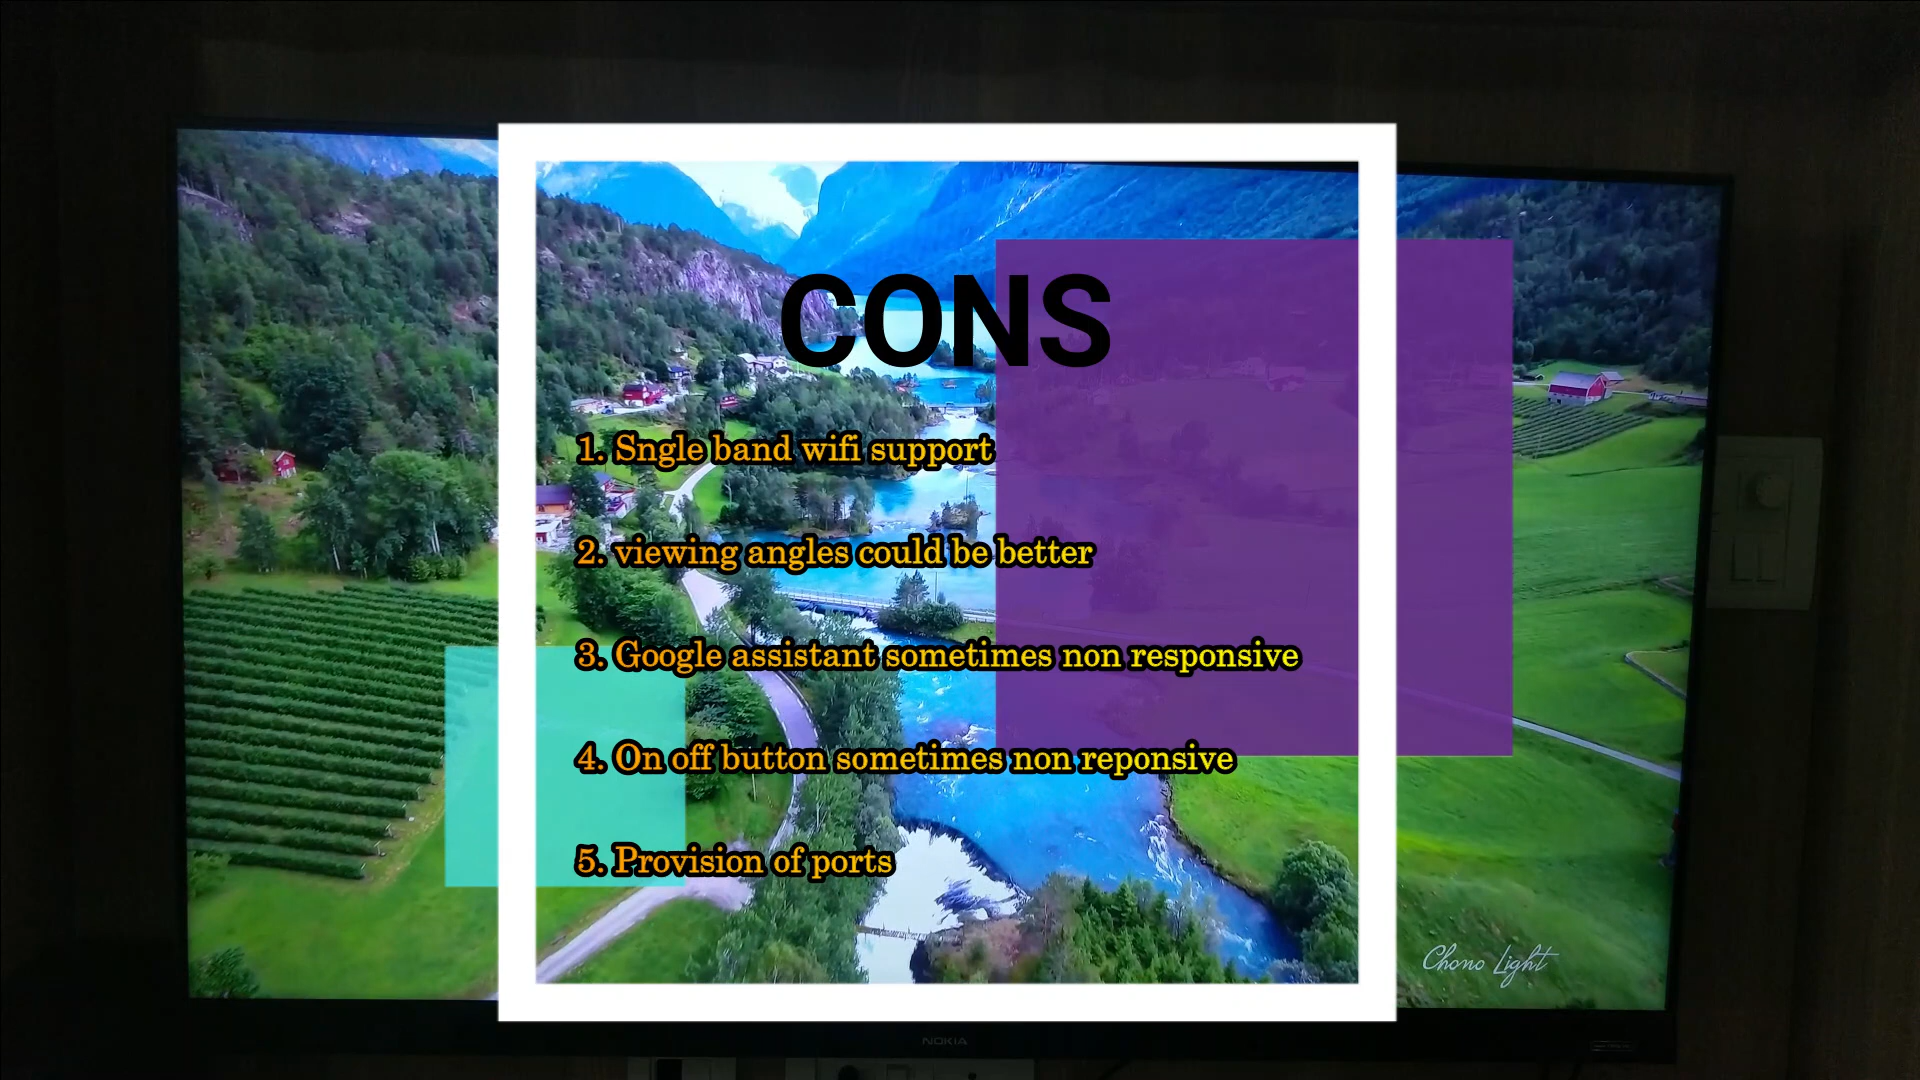 CONS
1. Sngle band wifi support
2. viewing angles could be better
3. Google assistant sometimes non responsive
4. On off button sometimes non reponsive
5. Provision of ports
Chono Light
NOKIA